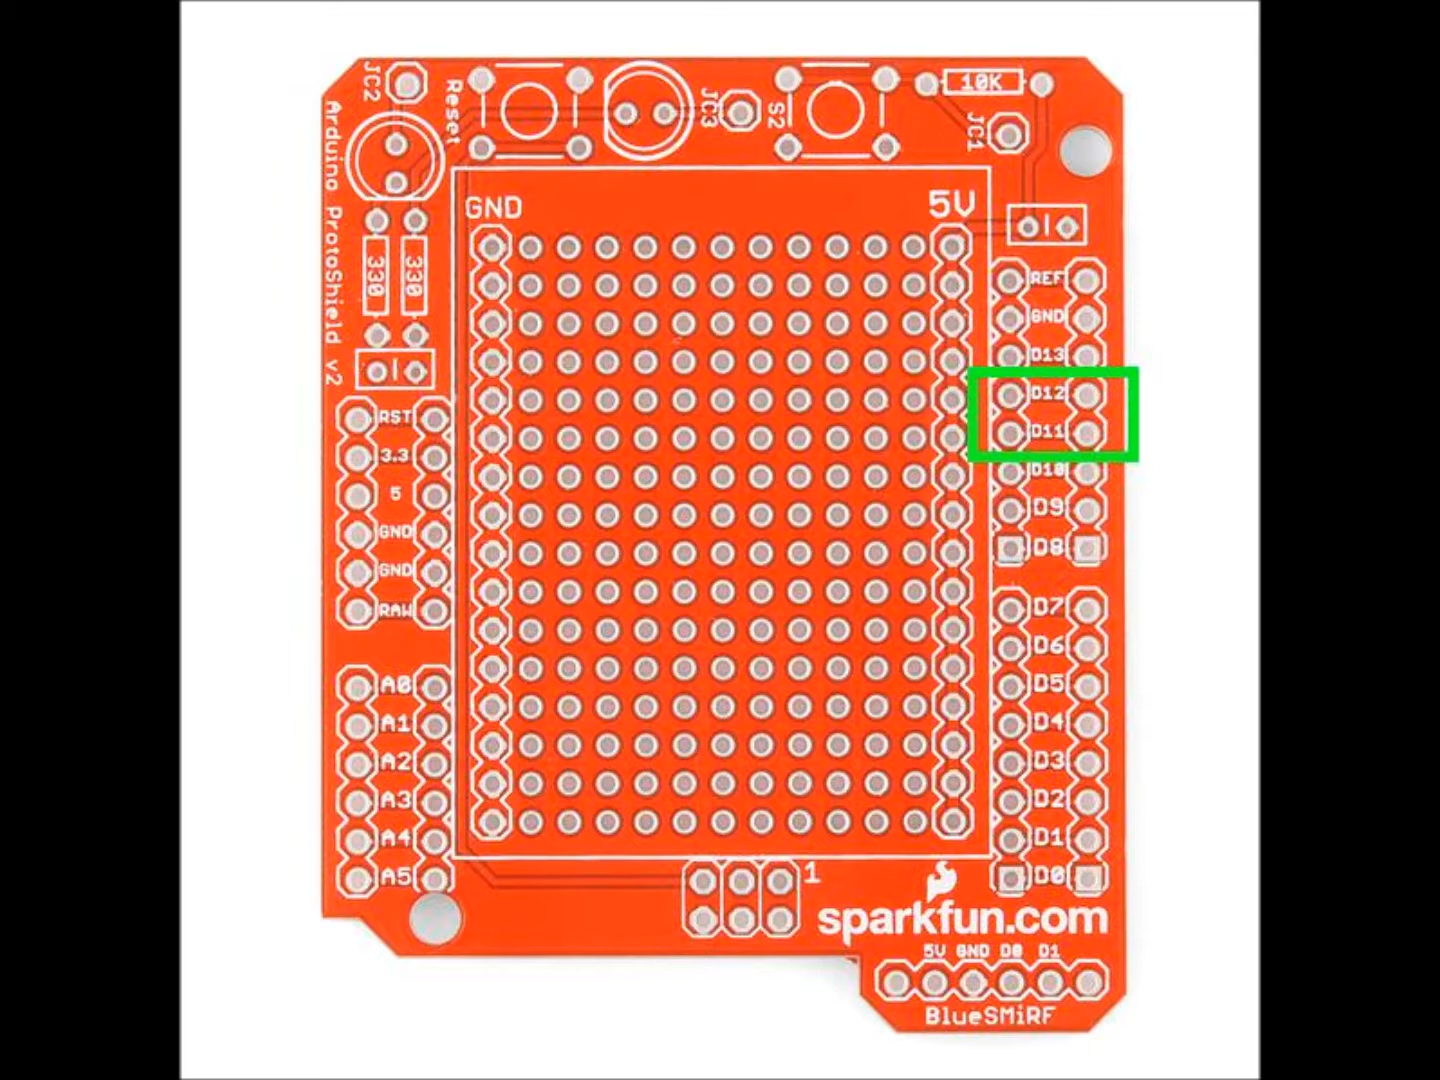 JC2
Reset
JC3
S2
10K
JC1
Arduino ProtoShield v2
GND
5V
330
330
REF
GND
D13
D12
D11
D10
D9
D8
RST
3.3
5
GND
GND
RAW
D7
D6
D5
D4
D3
D2
D1
D0
A0
A1
A2
A3
A4
A5
1
sparkfun.com
5V GND D0 D1
BlueSMiRF